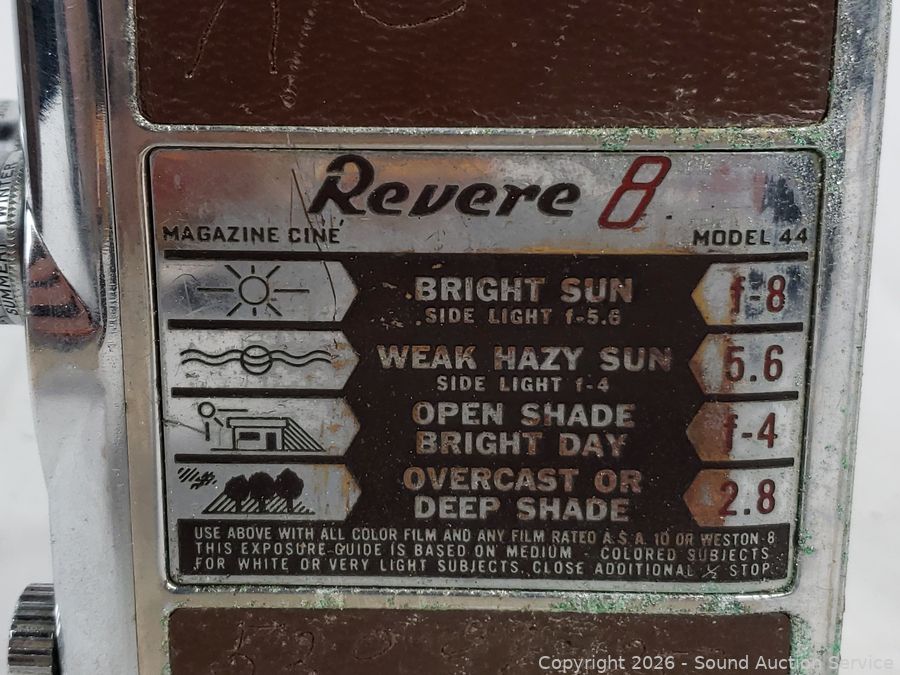 Revere 8
MAGAZINE CINE'
MODEL 44
BRIGHT SUN
SIDE LIGHT f-5.6
f-8
WEAK HAZY SUN
SIDE LIGHT f-4
5.6
OPEN SHADE
BRIGHT DAY
f-4
OVERCAST OR
DEEP SHADE
2.8
USE ABOVE WITH ALL COLOR FILM AND ANY FILM RATED A.S.A. 10 OR WESTON-8
THIS EXPOSURE-GUIDE IS BASED ON MEDIUM - COLORED SUBJECTS
FOR WHITE OR VERY LIGHT SUBJECTS, CLOSE ADDITIONAL ½ STOP.
SUMMER
WINTER
Copyright 2026 - Sound Auction Service